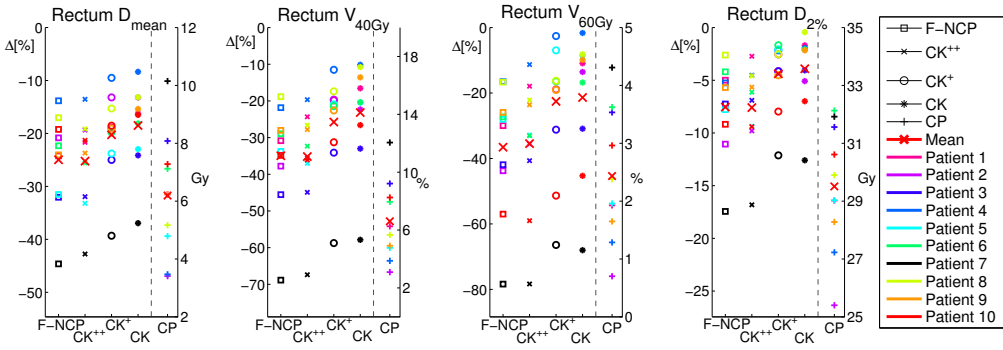 Rectum D mean
Δ[%]
−10
−20
−30
−40
−50
12
10
8
6
4
2
Gy
F−NCP
CK++
CK+
CK
CP
Rectum V 40Gy
Δ[%]
−10
−20
−30
−40
−50
−60
−70
18
14
10
6
2
%
F−NCP
CK++
CK+
CK
CP
Rectum V 60Gy
Δ[%]
0
−20
−40
−60
−80
5
4
3
2
1
0
%
F−NCP
CK++
CK+
CK
CP
Rectum D 2%
Δ[%]
0
−5
−10
−15
−20
−25
35
33
31
29
27
25
Gy
F−NCP
CK++
CK+
CK
CP
F−NCP
CK++
CK+
CK
CP
Mean
Patient 1
Patient 2
Patient 3
Patient 4
Patient 5
Patient 6
Patient 7
Patient 8
Patient 9
Patient 10